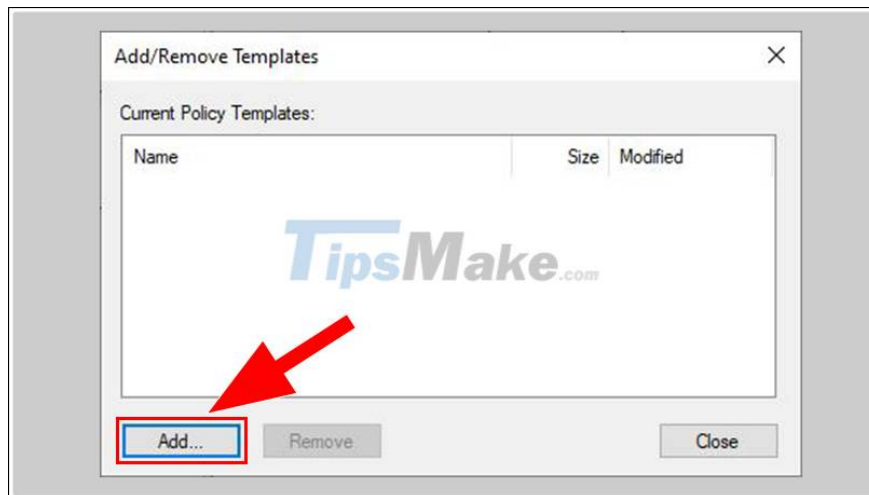 Add/Remove Templates
Current Policy Templates:
Name Size Modified
TipsMake.com
Add... Remove Close